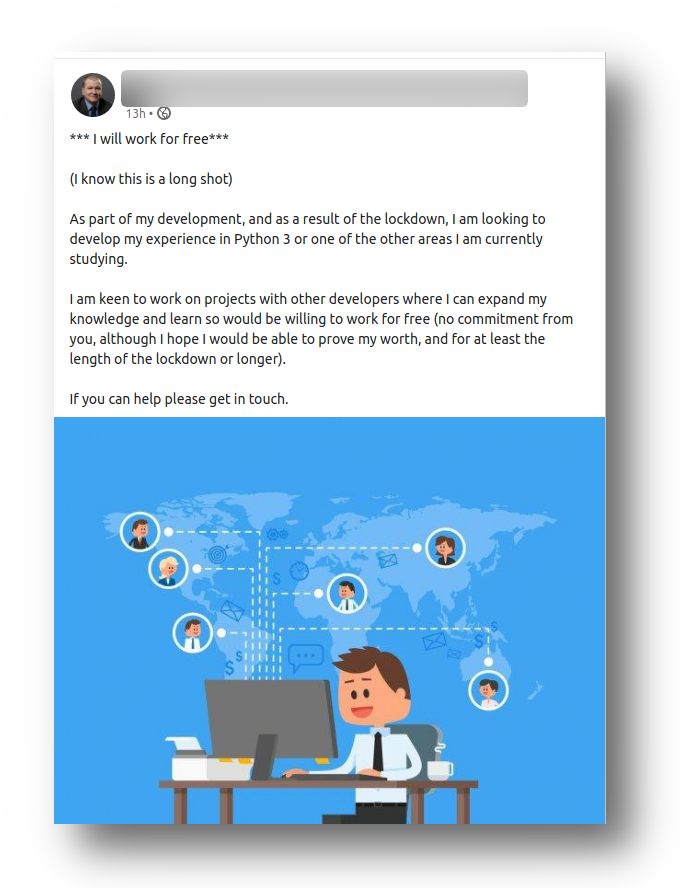 13h •
*** I will work for free***
(I know this is a long shot)
As part of my development, and as a result of the lockdown, I am looking to
develop my experience in Python 3 or one of the other areas I am currently
studying.
I am keen to work on projects with other developers where I can expand my
knowledge and learn so would be willing to work for free (no commitment from
you, although I hope I would be able to prove my worth, and for at least the
length of the lockdown or longer).
If you can help please get in touch.
$
$
$
$
$